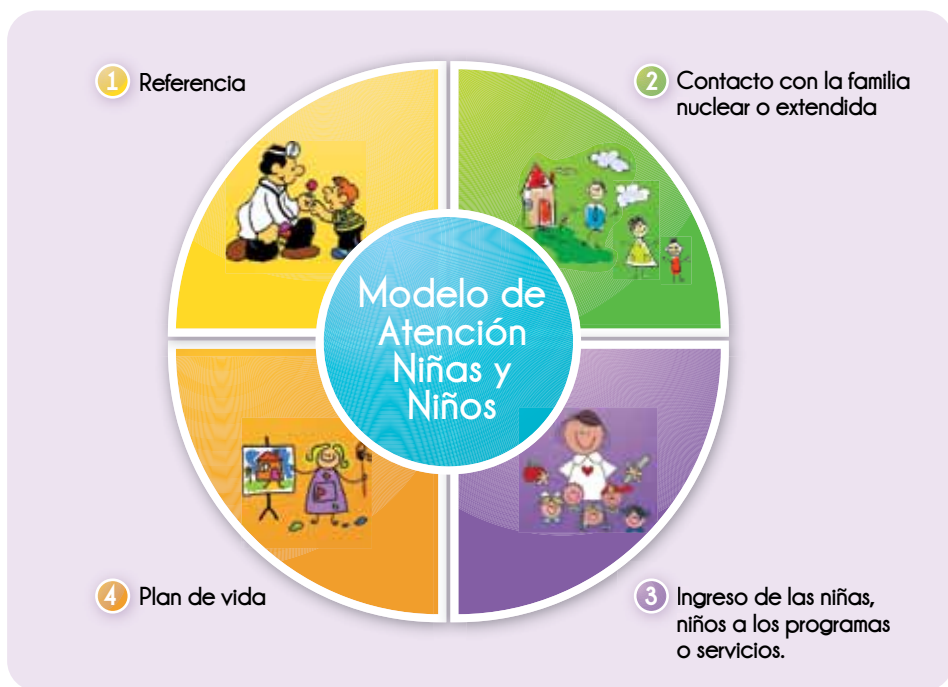 1 Referencia
2 Contacto con la familia
nuclear o extendida
Modelo de
Atención
Niñas y
Niños
4 Plan de vida
3 Ingreso de las niñas,
niños a los programas
o servicios.